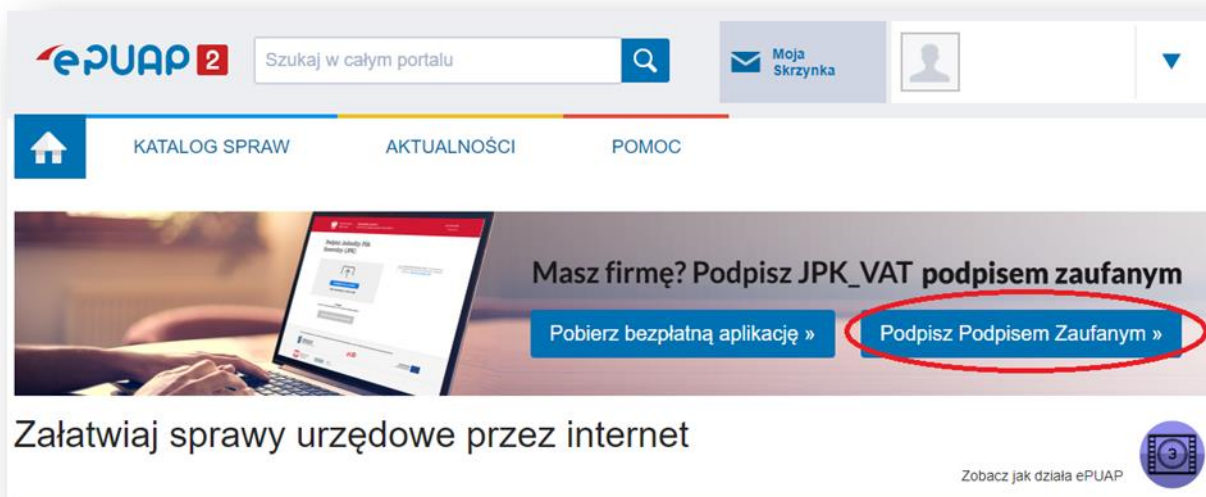 ePUAP 2
Szukaj w całym portalu
Moja
Skrzynka
KATALOG SPRAW
AKTUALNOŚCI
POMOC
Masz firmę? Podpisz JPK_VAT podpisem zaufanym
Pobierz bezpłatną aplikację »
Podpisz Podpisem Zaufanym »
Załatwiaj sprawy urzędowe przez internet
Zobacz jak działa ePUAP
3